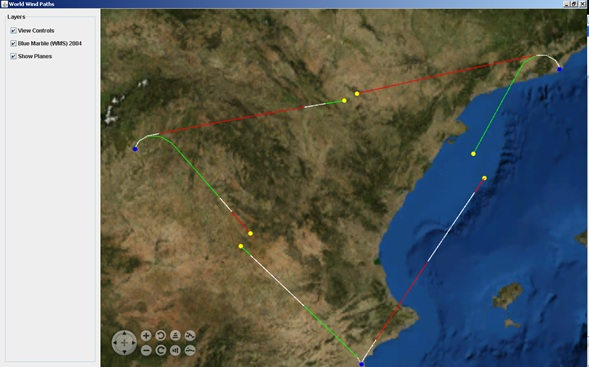 World Wind Paths
Layers
View Controls
Blue Marble (WMS) 2004
Show Planes